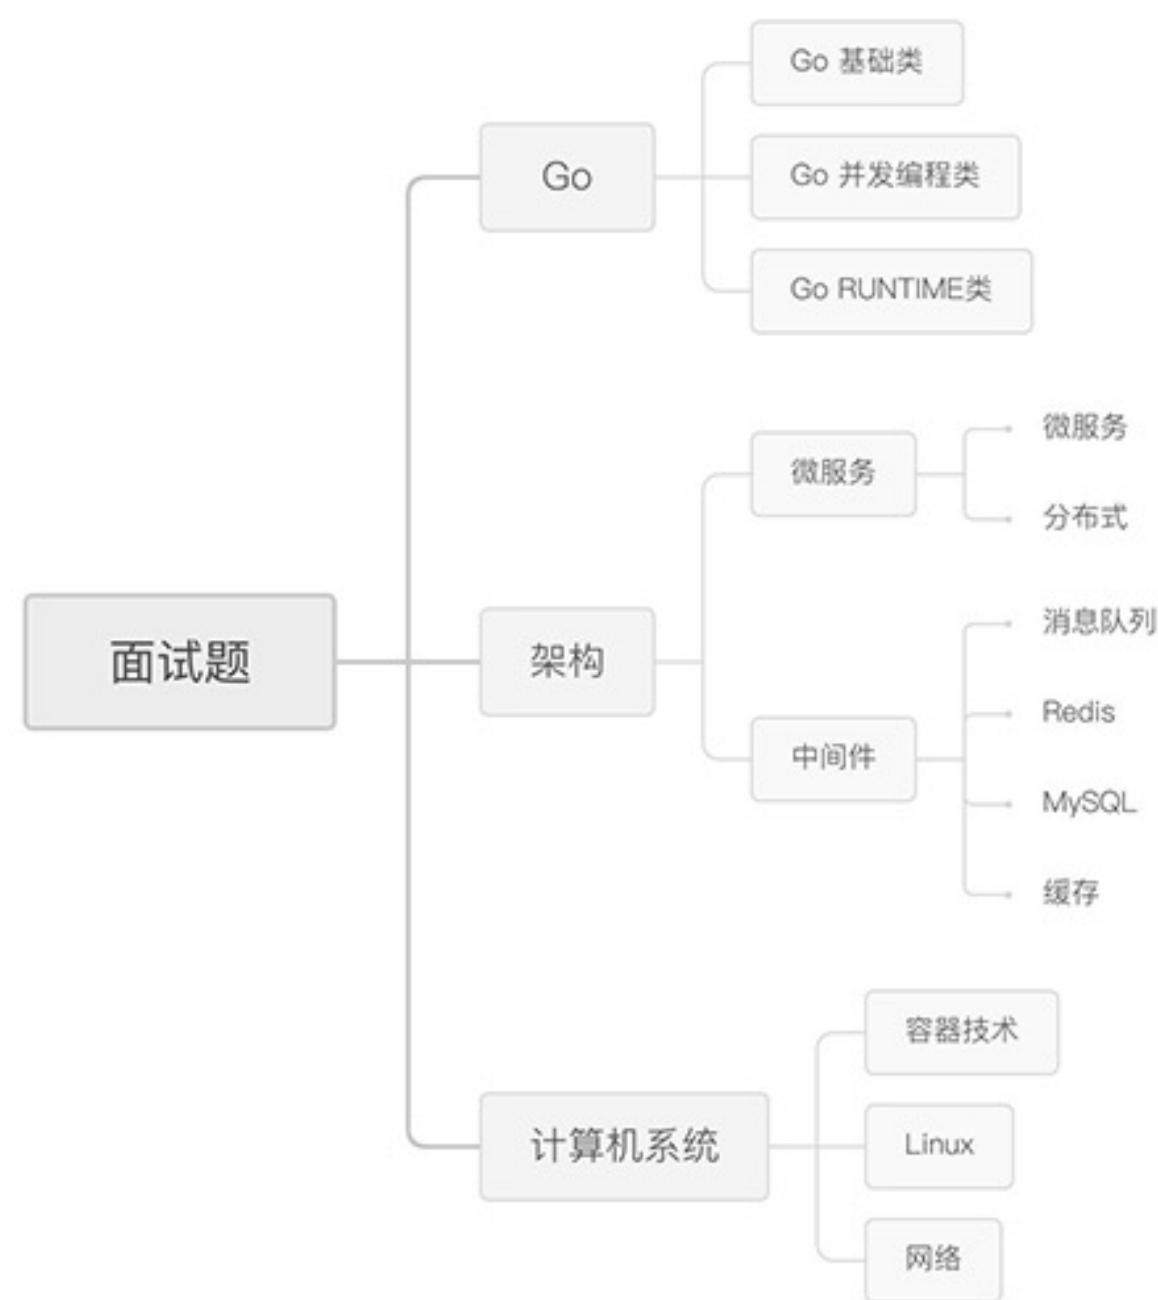 面试题
Go
Go 基础类
Go 并发编程类
Go RUNTIME类
架构
微服务
微服务
分布式
中间件
消息队列
Redis
MySQL
缓存
计算机系统
容器技术
Linux
网络